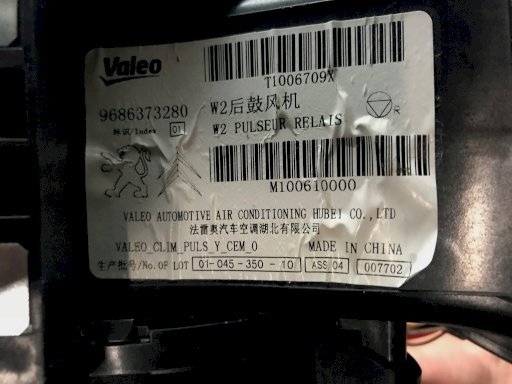 Valeo
T1006709X
9686373280
W2后鼓风机
R
标识/Index 01
W2 PULSEUR RELAIS
M100610000
VALEO AUTOMOTIVE AIR CONDITIONING HUBEI CO.,LTD
法雷奥汽车空调湖北有限公司
VALEO_CLIM_PULS_Y_CEM_0
MADE IN CHINA
生产批号/No.OF LOT 01-045-350-10 ASS 04 007702